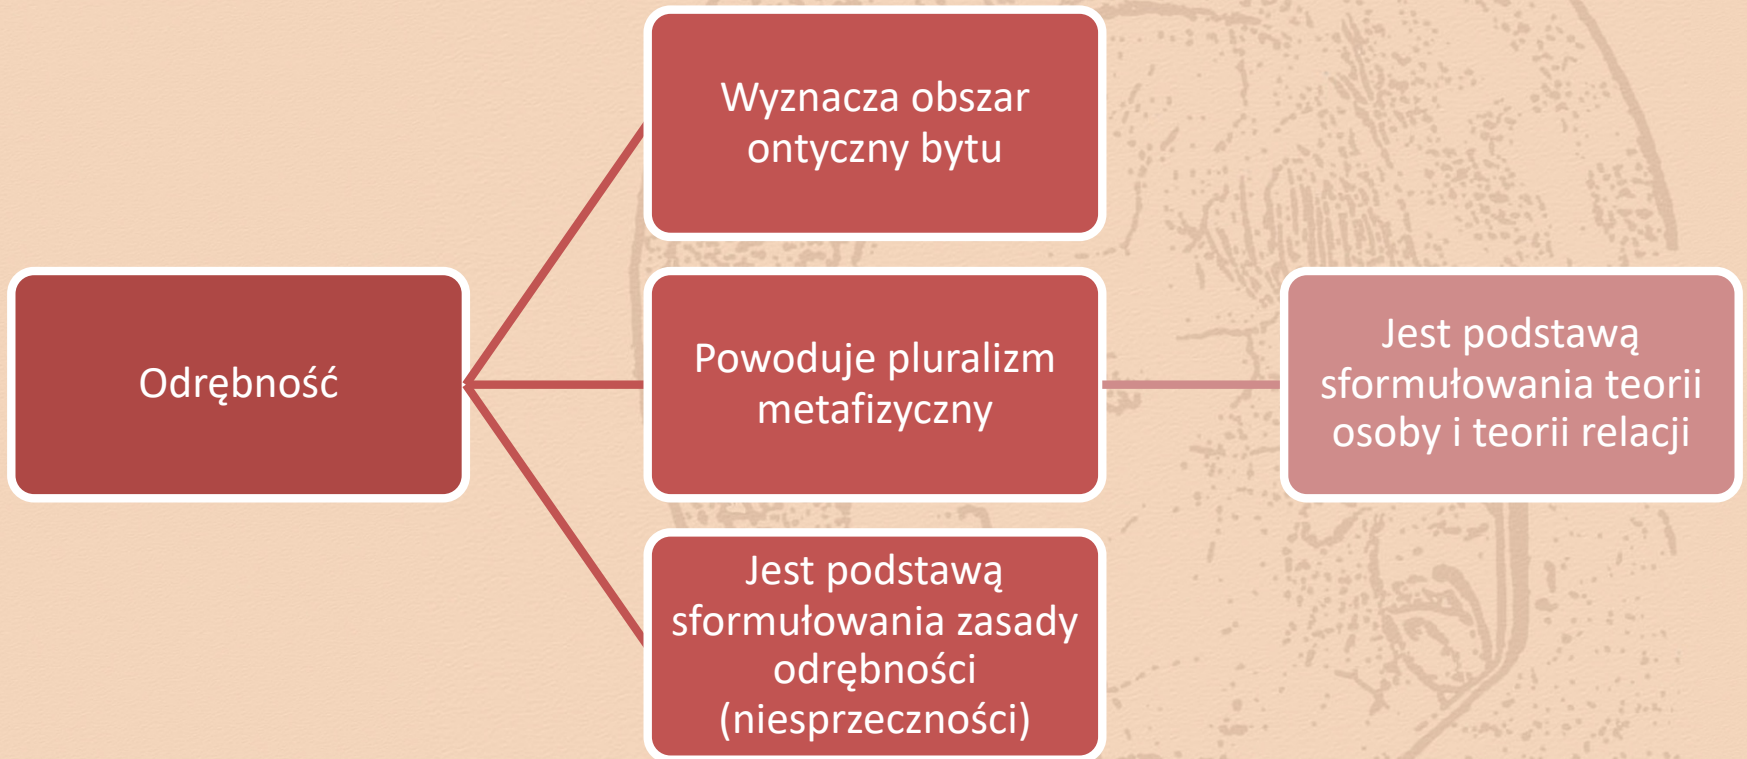 Odrębność
Wyznacza obszar
ontyczny bytu
Powoduje pluralizm
metafizyczny
Jest podstawą
sformułowania teorii
osoby i teorii relacji
Jest podstawą
sformułowania zasady
odrębności
(niesprzeczności)